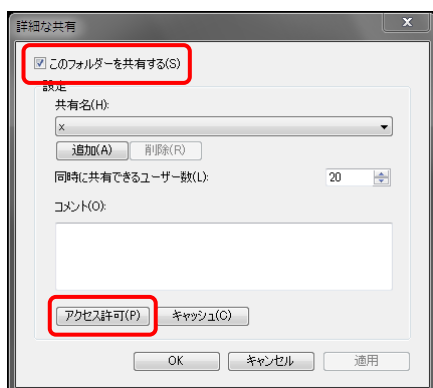 詳細な共有
x
このフォルダーを共有する(S)
設定
共有名(H):
x
追加(A) 削除(R)
同時に共有できるユーザー数(L): 20
コメント(O):
アクセス許可(P) キャッシュ(C)
OK キャンセル 適用